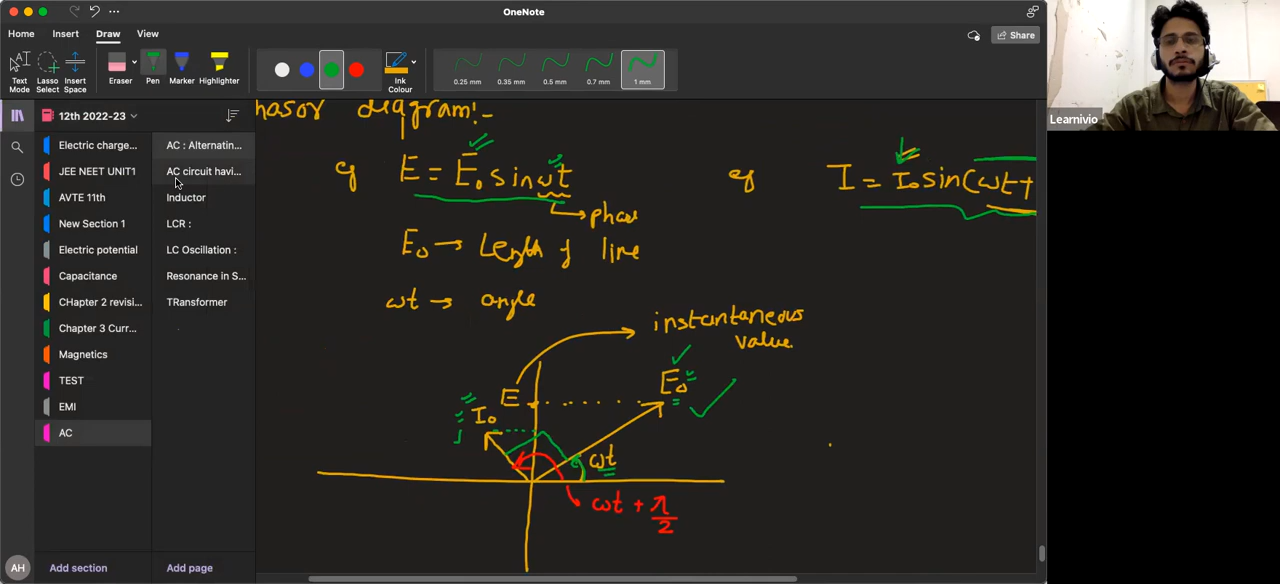 OneNote
Home Insert Draw View
Share
Text Mode
Lasso Select
Insert Space
Eraser
Pen
Marker
Highlighter
Ink Colour
0.25 mm
0.35 mm
0.5 mm
0.7 mm
1 mm
Learnivio
12th 2022-23
Electric charge...
JEE NEET UNIT1
AVTE 11th
New Section 1
Electric potential
Capacitance
CHapter 2 revisi...
Chapter 3 Curr...
Magnetics
TEST
EMI
AC
AC : Alternatin...
AC circuit havi...
Inductor
LCR :
LC Oscillation :
Resonance in S...
TRansformer
AH
Add section
Add page
hasor diagram:-
eg E = E₀ sin ωt
eg I = I₀ sin(ωt+
phase
E₀ → Length of line
ωt → angle
instantaneous value.
E₀
E
I₀
ωt
ωt + π/2